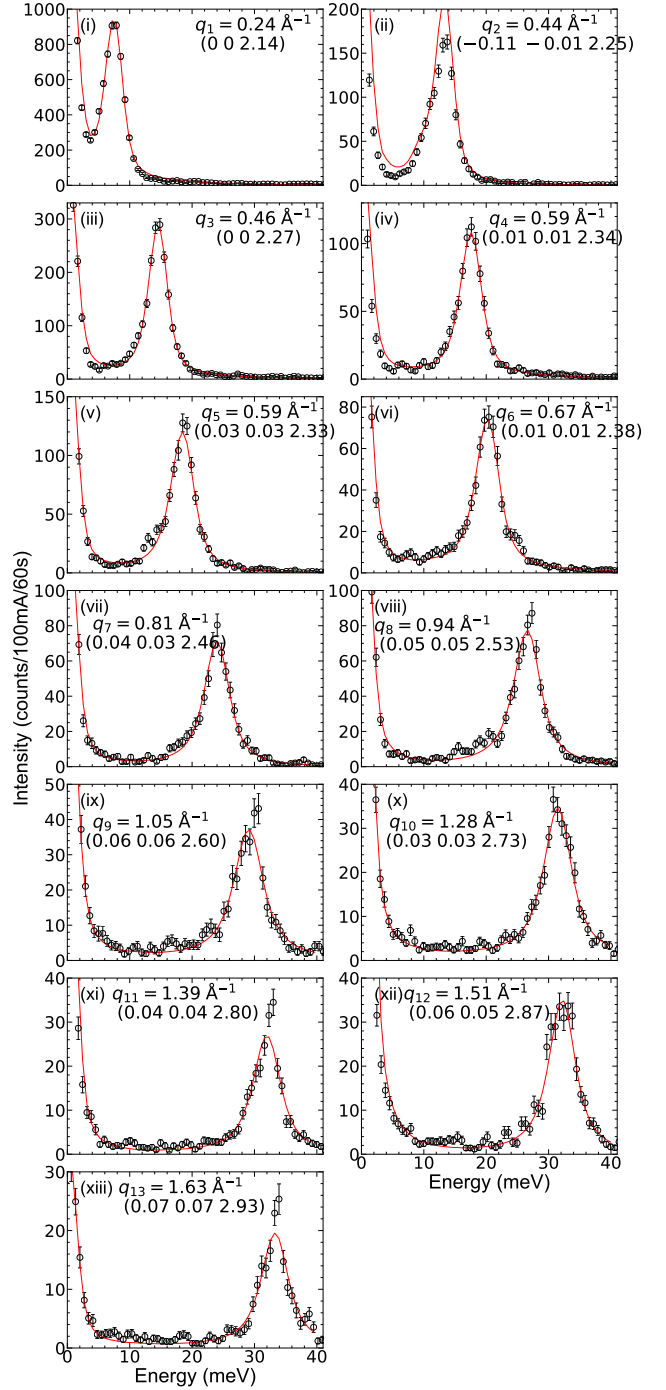 (i) q1 = 0.24 Å−1
(0 0 2.14)
1000
800
600
400
200
0
(ii) q2 = 0.44 Å−1
(−0.11 −0.01 2.25)
200
150
100
50
0
(iii) q3 = 0.46 Å−1
(0 0 2.27)
300
200
100
0
(iv) q4 = 0.59 Å−1
(0.01 0.01 2.34)
100
50
0
(v) q5 = 0.59 Å−1
(0.03 0.03 2.33)
150
100
50
0
(vi) q6 = 0.67 Å−1
(0.01 0.01 2.38)
80
60
40
20
0
Intensity (counts/100mA/60s)
(vii) q7 = 0.81 Å−1
(0.04 0.03 2.46)
100
80
60
40
20
0
(viii) q8 = 0.94 Å−1
(0.05 0.05 2.53)
100
80
60
40
20
0
(ix) q9 = 1.05 Å−1
(0.06 0.06 2.60)
50
40
30
20
10
0
(x) q10 = 1.28 Å−1
(0.03 0.03 2.73)
40
30
20
10
0
(xi) q11 = 1.39 Å−1
(0.04 0.04 2.80)
40
30
20
10
0
(xii) q12 = 1.51 Å−1
(0.06 0.05 2.87)
40
30
20
10
0
0 10 20 30 40
Energy (meV)
(xiii) q13 = 1.63 Å−1
(0.07 0.07 2.93)
30
20
10
0
0 10 20 30 40
Energy (meV)